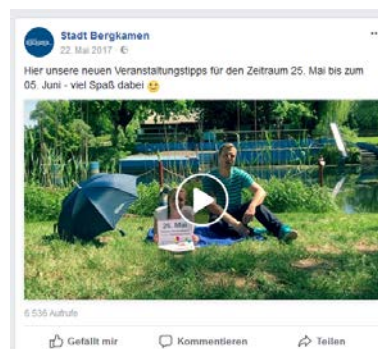 Stadt Bergkamen
22. Mai 2017
Hier unsere neuen Veranstaltungstipps für den Zeitraum 25. Mai bis zum
05. Juni - viel Spaß dabei
26. Mai
6 536 Aufrufe
Gefällt mir Kommentieren Teilen